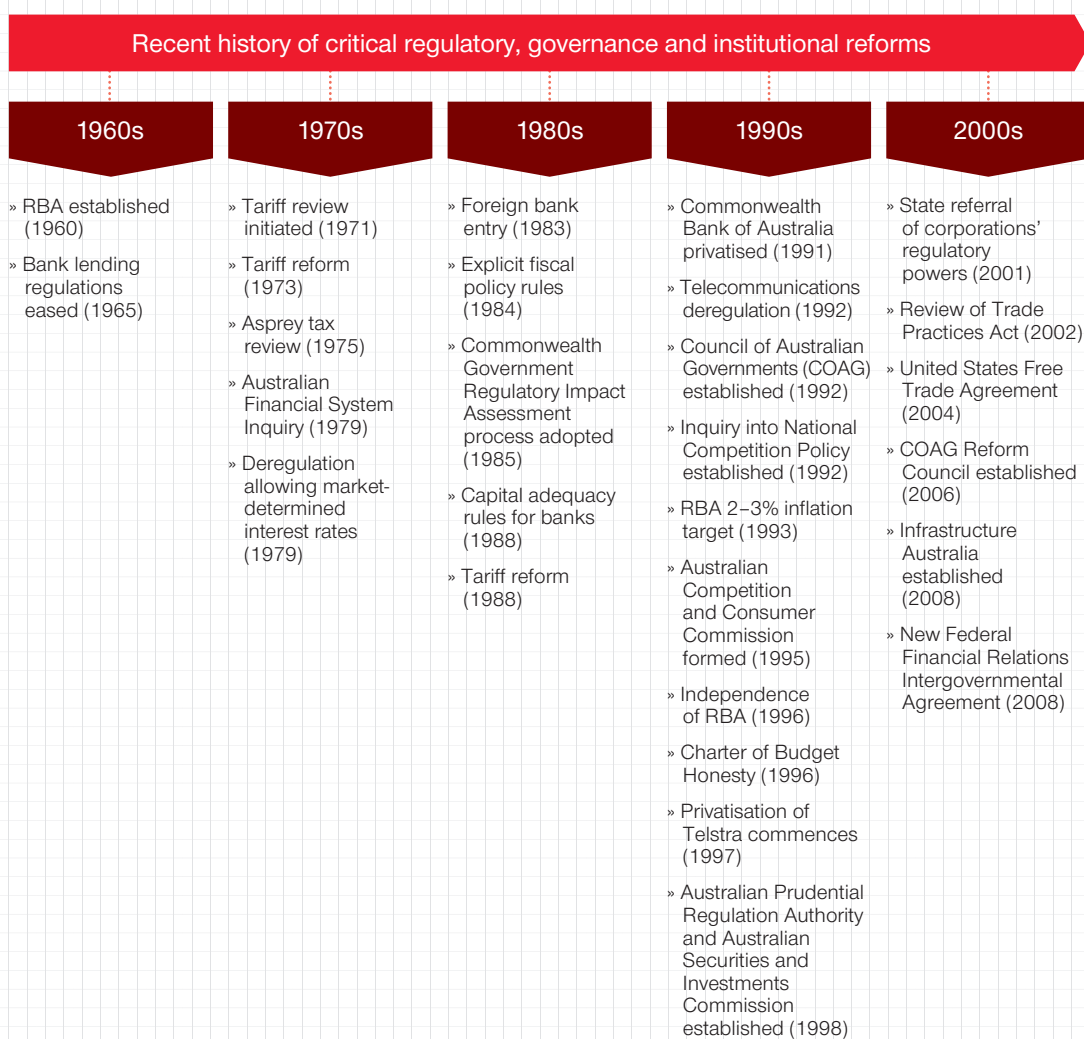 Recent history of critical regulatory, governance and institutional reforms
1960s
» RBA established
(1960)
» Bank lending
regulations
eased (1965)
1970s
» Tariff review
initiated (1971)
» Tariff reform
(1973)
» Asprey tax
review (1975)
» Australian
Financial System
Inquiry (1979)
» Deregulation
allowing market-
determined
interest rates
(1979)
1980s
» Foreign bank
entry (1983)
» Explicit fiscal
policy rules
(1984)
» Commonwealth
Government
Regulatory Impact
Assessment
process adopted
(1985)
» Capital adequacy
rules for banks
(1988)
» Tariff reform
(1988)
1990s
» Commonwealth
Bank of Australia
privatised (1991)
» Telecommunications
deregulation (1992)
» Council of Australian
Governments (COAG)
established (1992)
» Inquiry into National
Competition Policy
established (1992)
» RBA 2–3% inflation
target (1993)
» Australian
Competition
and Consumer
Commission
formed (1995)
» Independence
of RBA (1996)
» Charter of Budget
Honesty (1996)
» Privatisation of
Telstra commences
(1997)
» Australian Prudential
Regulation Authority
and Australian
Securities and
Investments
Commission
established (1998)
2000s
» State referral
of corporations’
regulatory
powers (2001)
» Review of Trade
Practices Act (2002)
» United States Free
Trade Agreement
(2004)
» COAG Reform
Council established
(2006)
» Infrastructure
Australia
established
(2008)
» New Federal
Financial Relations
Intergovernmental
Agreement (2008)